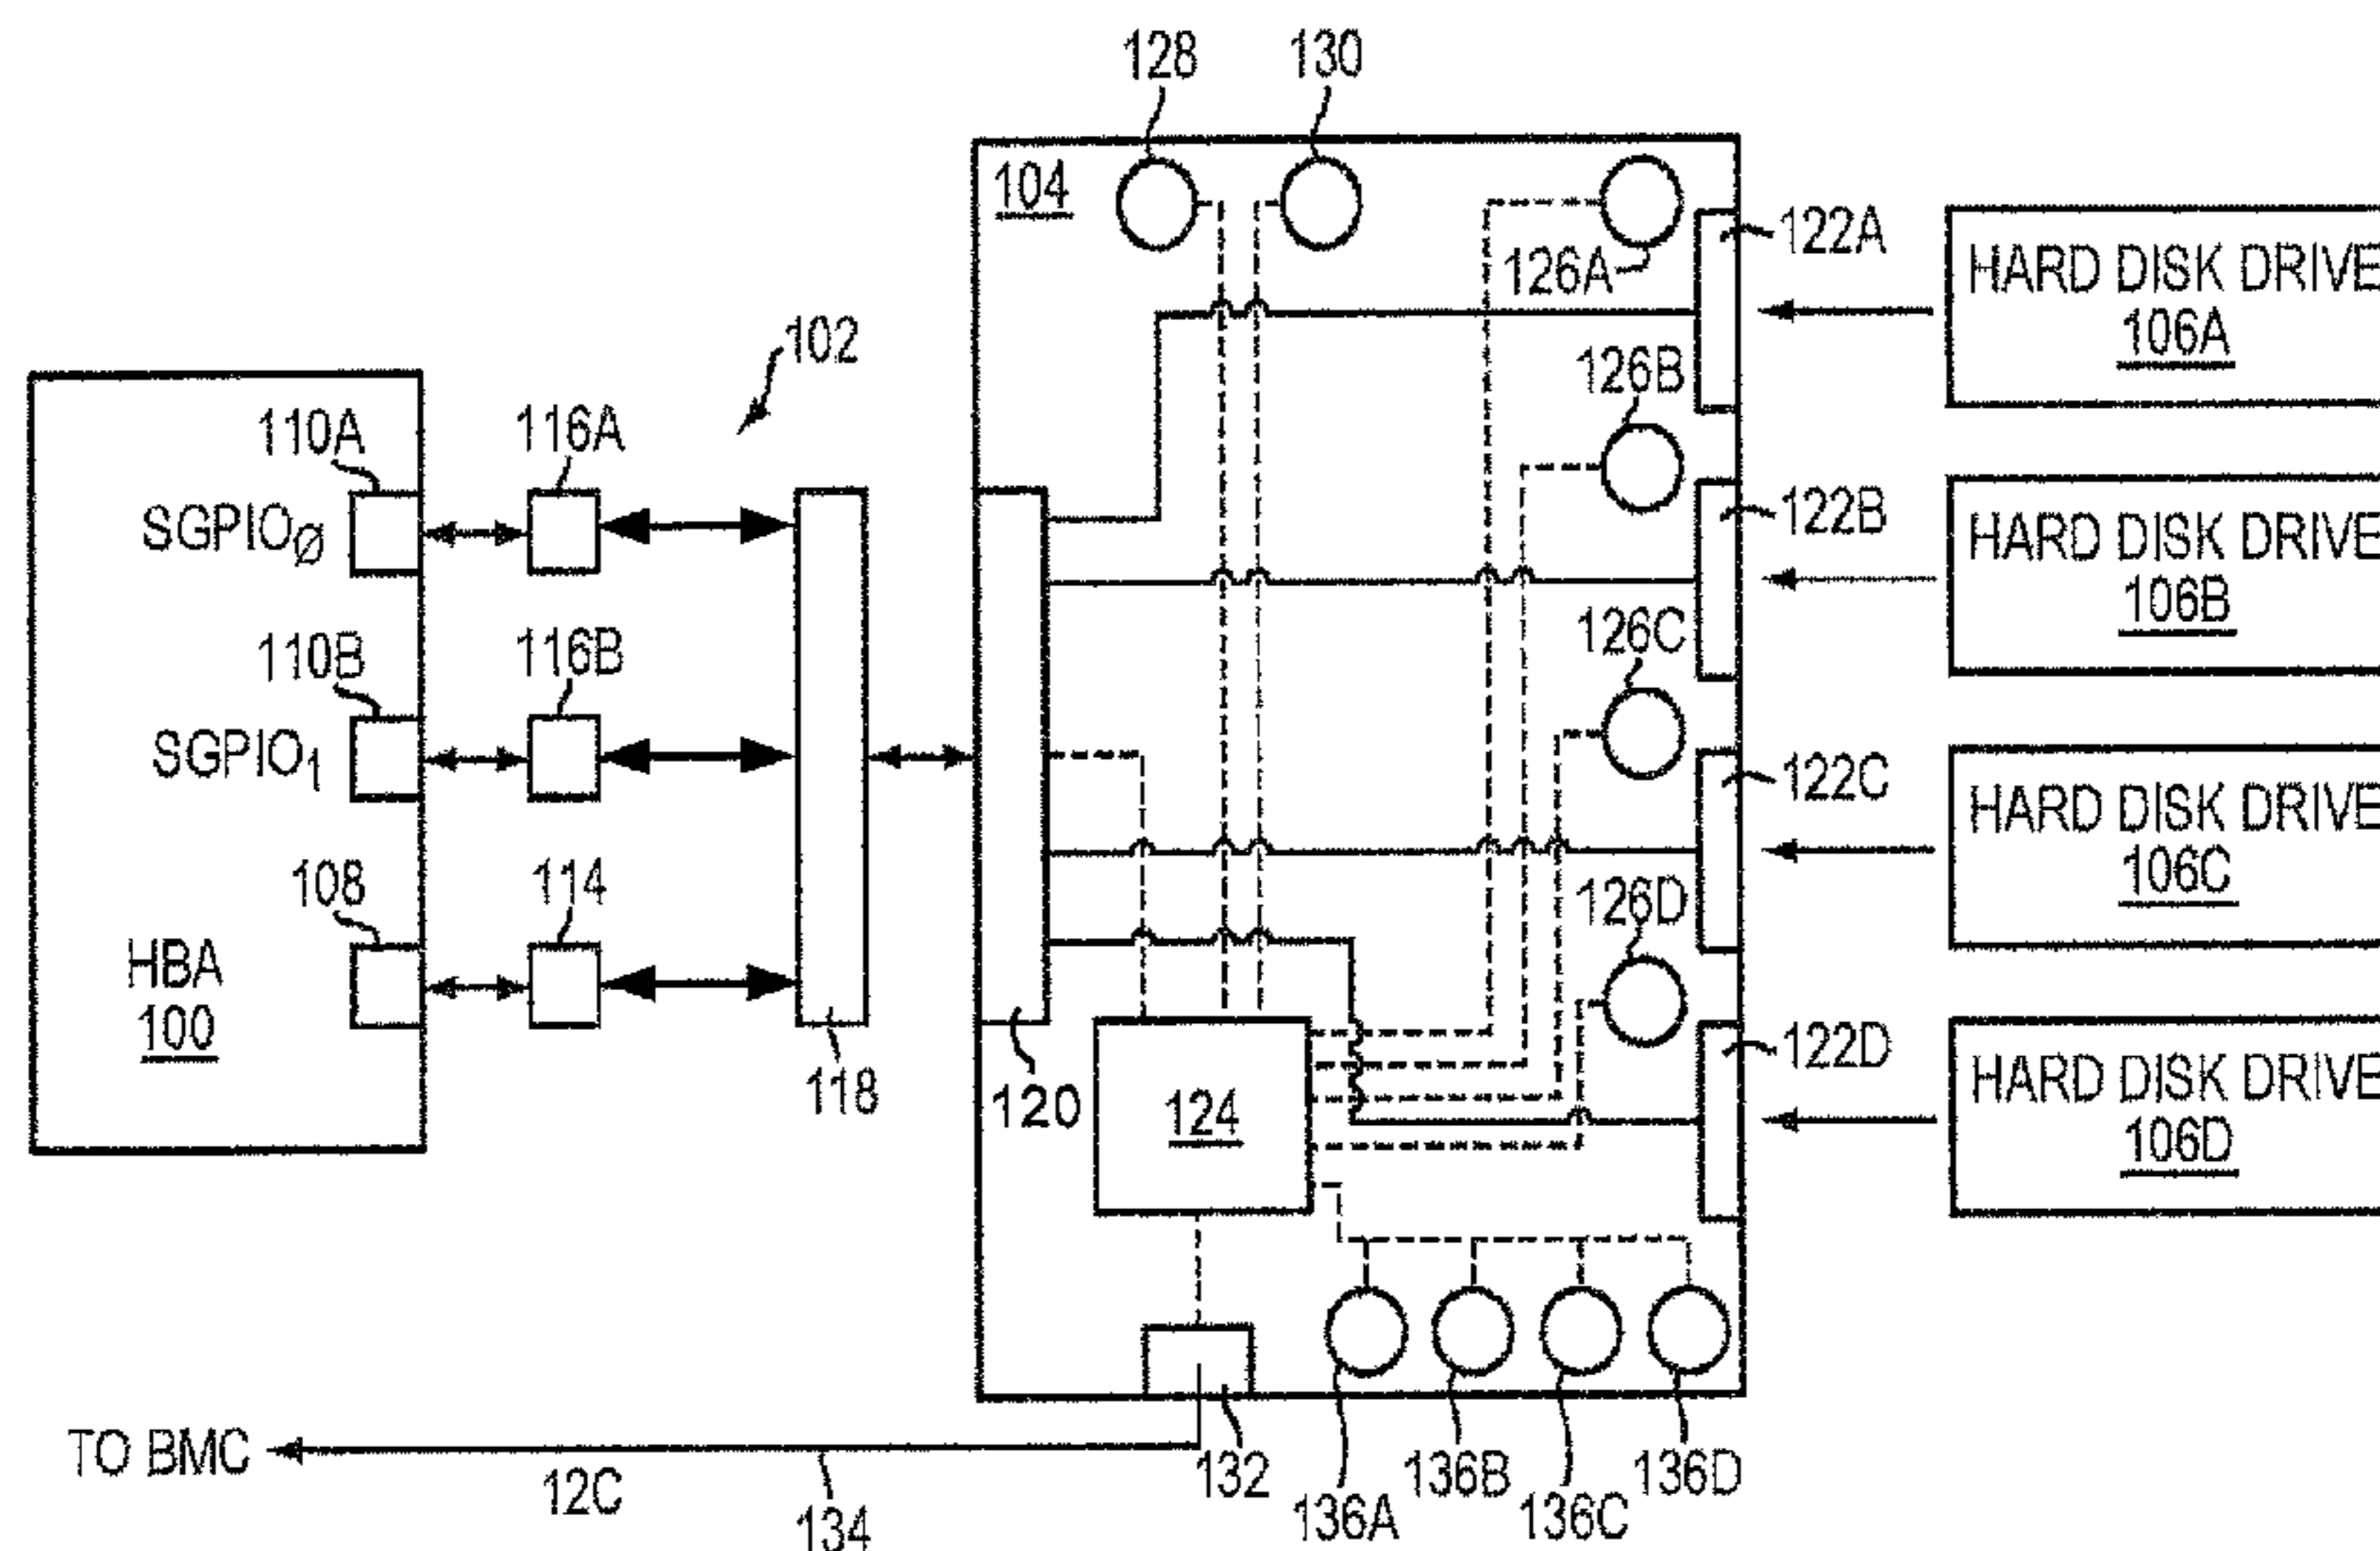 128
130
104
126A
122A
HARD DISK DRIVE
106A
102
126B
110A
116A
SGPIOØ
122B
HARD DISK DRIVE
106B
126C
110B
116B
SGPIO1
122C
HARD DISK DRIVE
106C
108
114
126D
HBA
100
118
120
124
122D
HARD DISK DRIVE
106D
TO BMC
12C
134
132
136A
136B
136C
136D